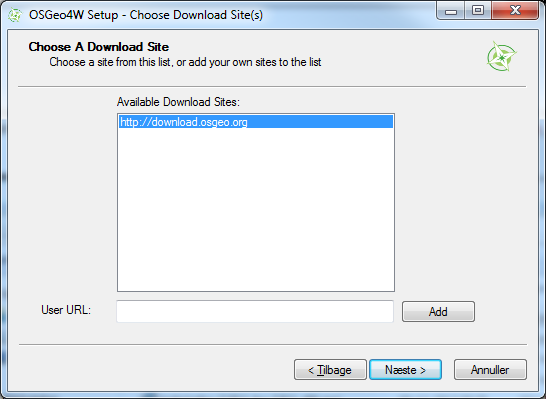 OSGeo4W Setup - Choose Download Site(s)
Choose A Download Site
Choose a site from this list, or add your own sites to the list
Available Download Sites:
http://download.osgeo.org
User URL:
Add
< Tilbage
Næste >
Annuller